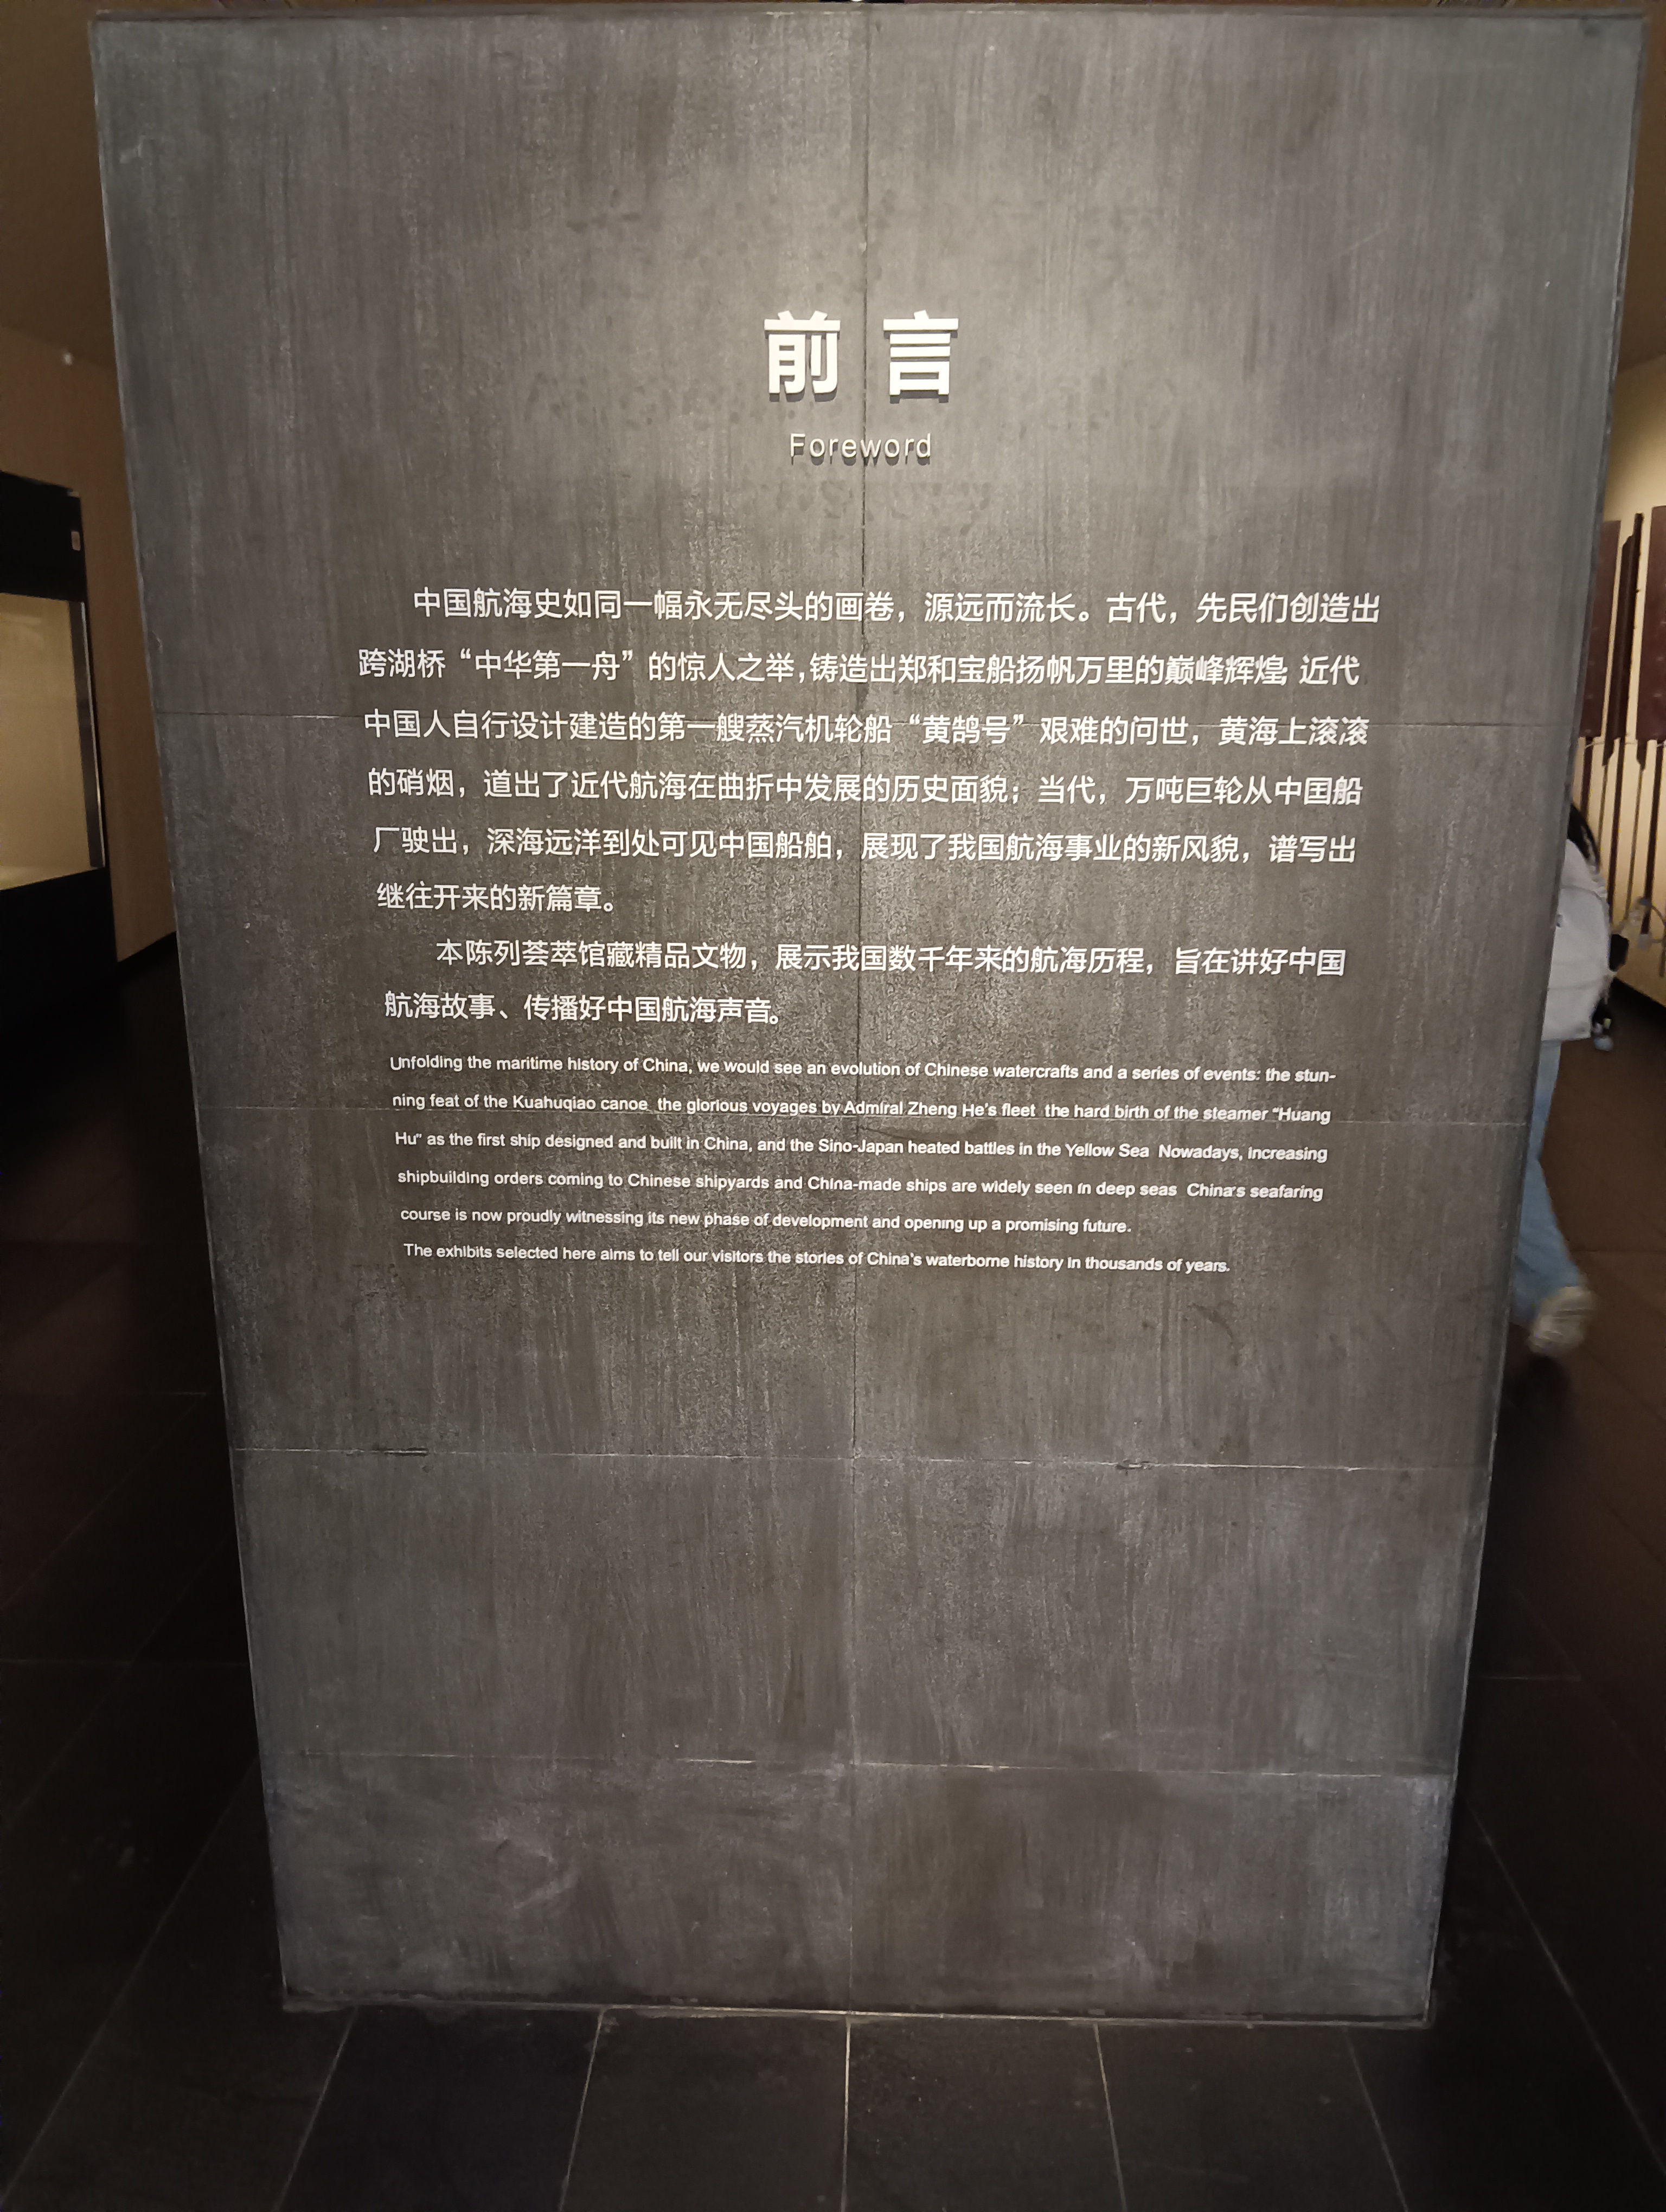 前言
Foreword
中国航海史如同一幅永无尽头的画卷，源远而流长。古代，先民们创造出
跨湖桥“中华第一舟”的惊人之举，铸造出郑和宝船扬帆万里的巅峰辉煌；近代
中国人自行设计建造的第一艘蒸汽机轮船“黄鹄号”艰难的问世，黄海上滚滚
的硝烟，道出了近代航海在曲折中发展的历史面貌；当代，万吨巨轮从中国船
厂驶出，深海远洋到处可见中国船舶，展现了我国航海事业的新风貌，谱写出
继往开来的新篇章。
本陈列荟萃馆藏精品文物，展示我国数千年来的航海历程，旨在讲好中国
航海故事、传播好中国航海声音。
Unfolding the maritime history of China, we would see an evolution of Chinese watercrafts and a series of events: the stun-
ning feat of the Kuahuqiao canoe the glorious voyages by Admiral Zheng He's fleet the hard birth of the steamer "Huang
Hu" as the first ship designed and built in China, and the Sino-Japan heated battles in the Yellow Sea Nowadays, increasing
shipbuilding orders coming to Chinese shipyards and China-made ships are widely seen in deep seas China's seafaring
course is now proudly witnessing its new phase of development and opening up a promising future.
The exhibits selected here aims to tell our visitors the stories of China's waterborne history in thousands of years.